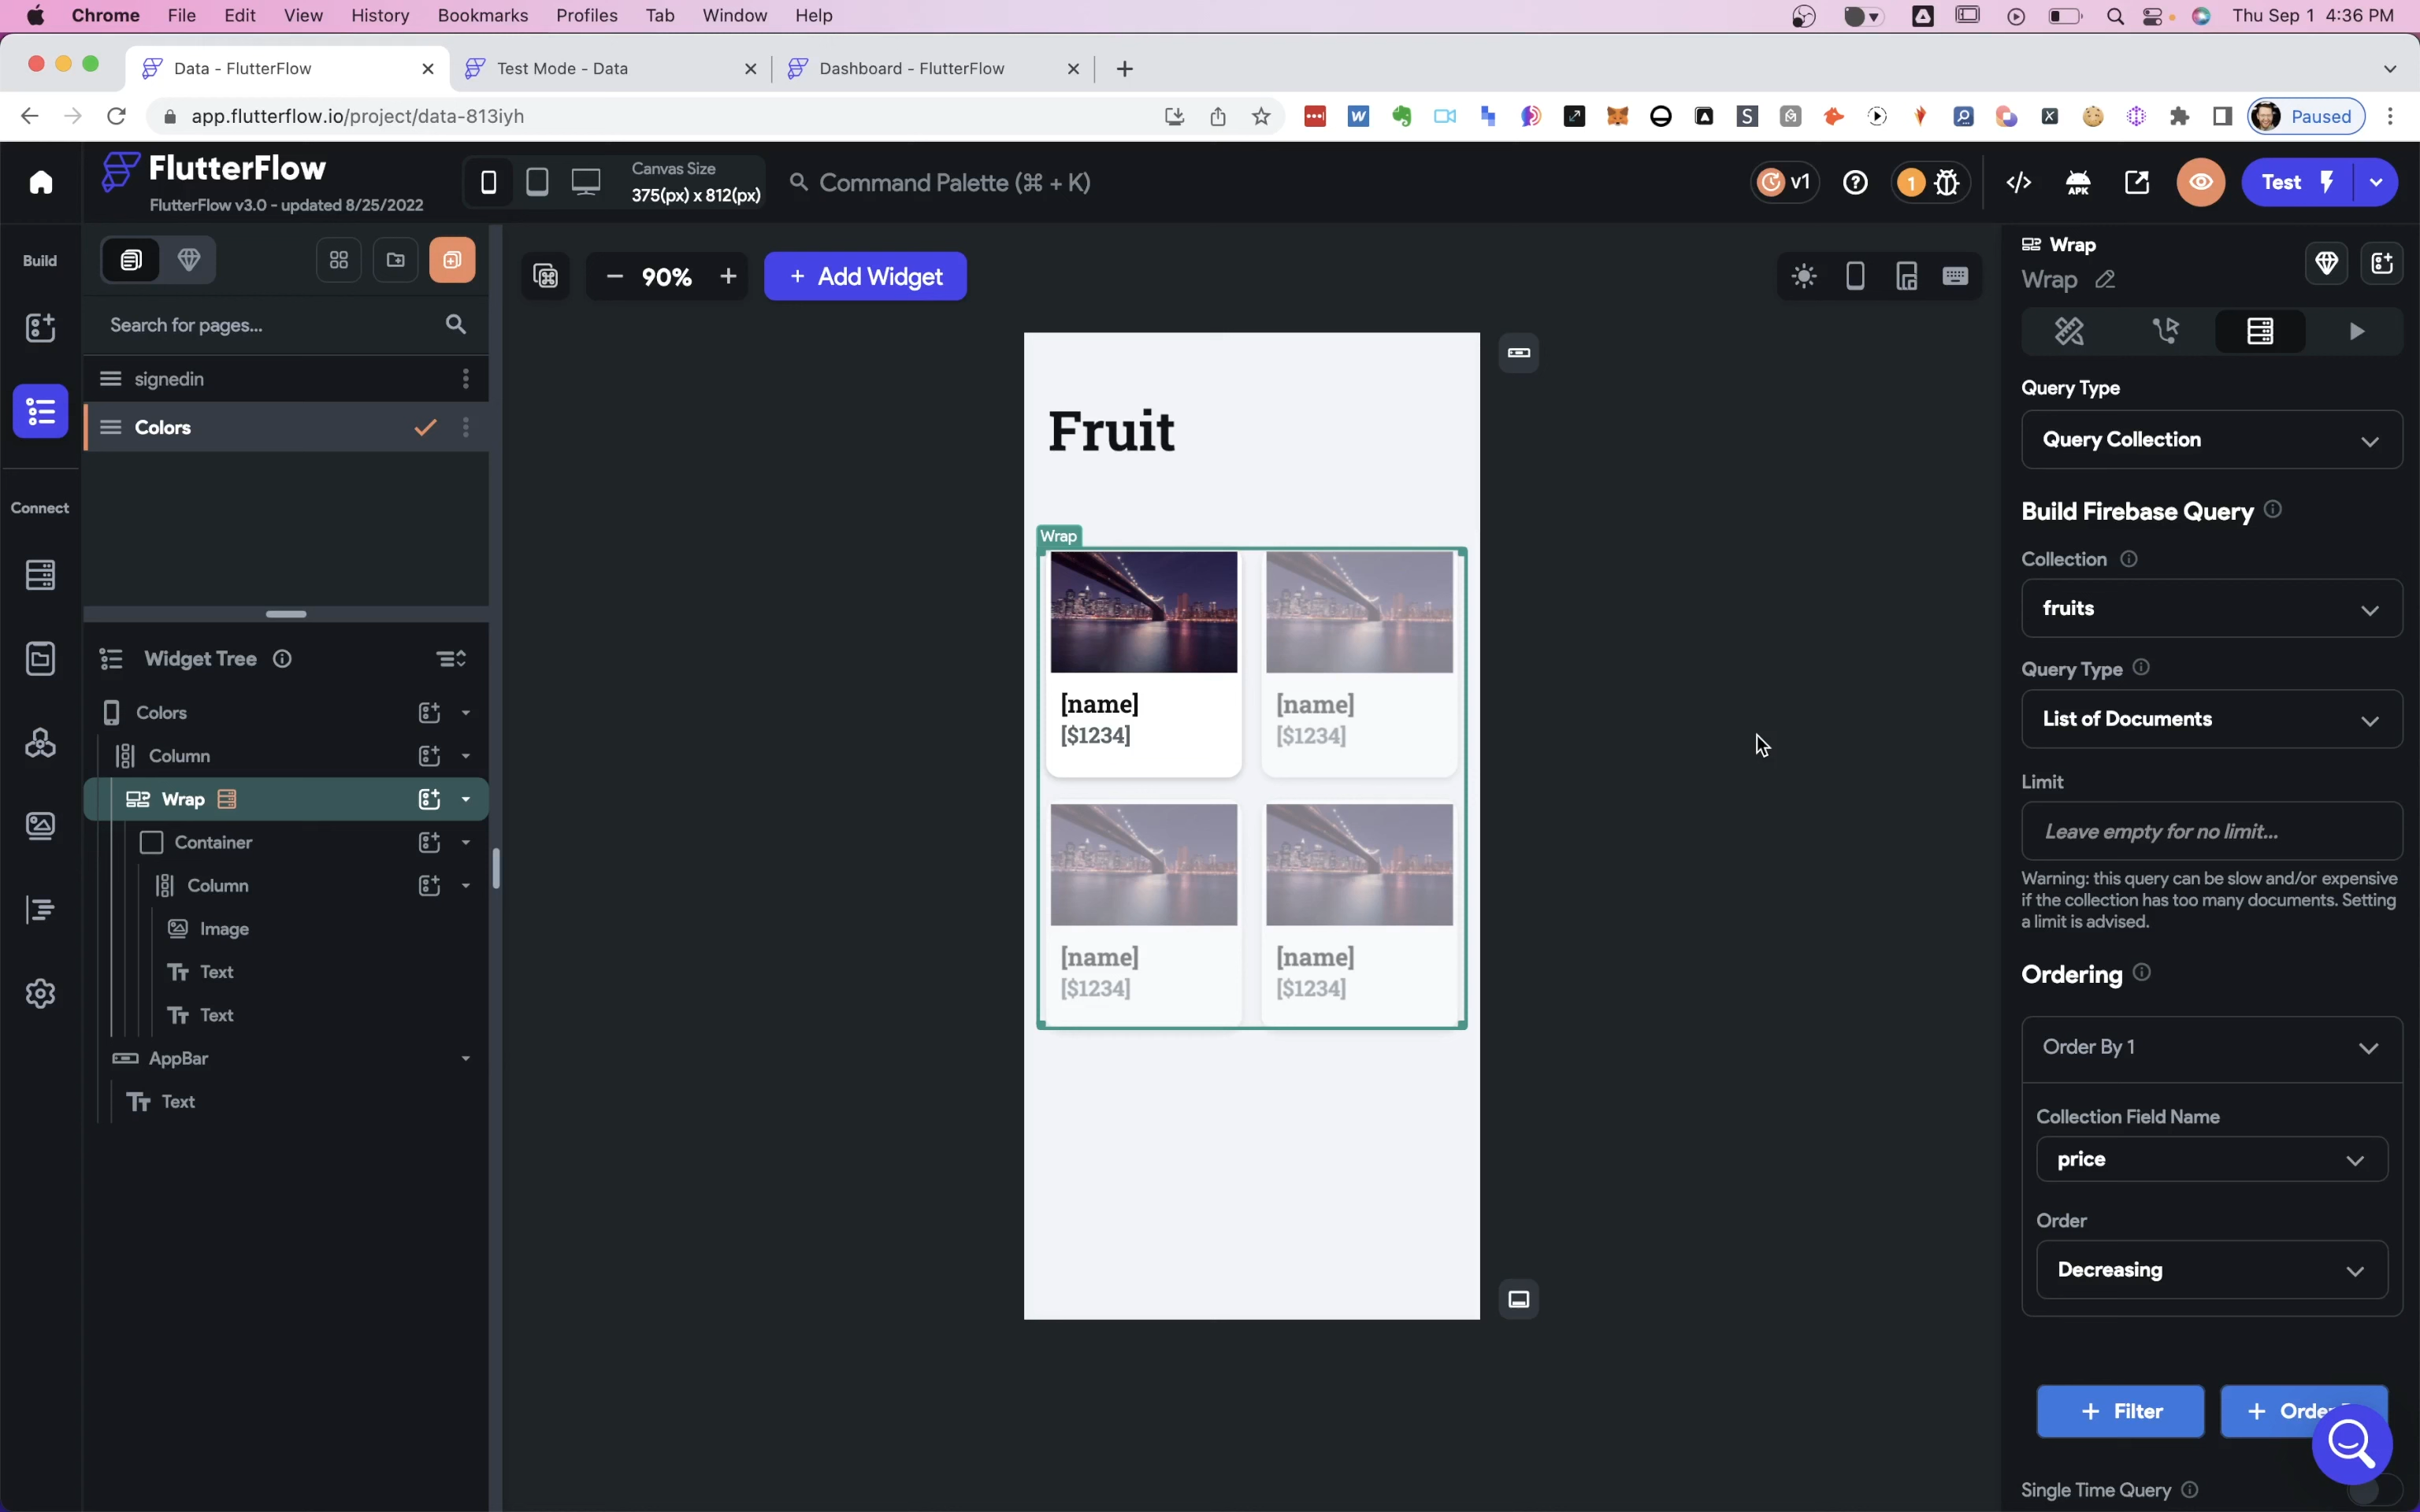 Chrome File Edit View History Bookmarks Profiles Tab Window Help Thu Sep 1 4:36 PM
Data - FlutterFlow Test Mode - Data Dashboard - FlutterFlow
app.flutterflow.io/project/data-813iyh Paused
FlutterFlow
FlutterFlow v3.0 - updated 8/25/2022
Canvas Size
375(px) x 812(px)
Command Palette (⌘ + K)
v1
1
APK
Test
Build
Connect
Search for pages...
signedin
Colors
Widget Tree
Colors
Column
Wrap
Container
Column
Image
Tt Text
Tt Text
AppBar
Tt Text
90%
+ Add Widget
Fruit
Wrap
[name] [name]
[$1234] [$1234]
[name] [name]
[$1234] [$1234]
Wrap
Wrap
Query Type
Query Collection
Build Firebase Query
Collection
fruits
Query Type
List of Documents
Limit
Leave empty for no limit...
Warning: this query can be slow and/or expensive
if the collection has too many documents. Setting
a limit is advised.
Ordering
Order By 1
Collection Field Name
price
Order
Decreasing
+ Filter + Order
Single Time Query